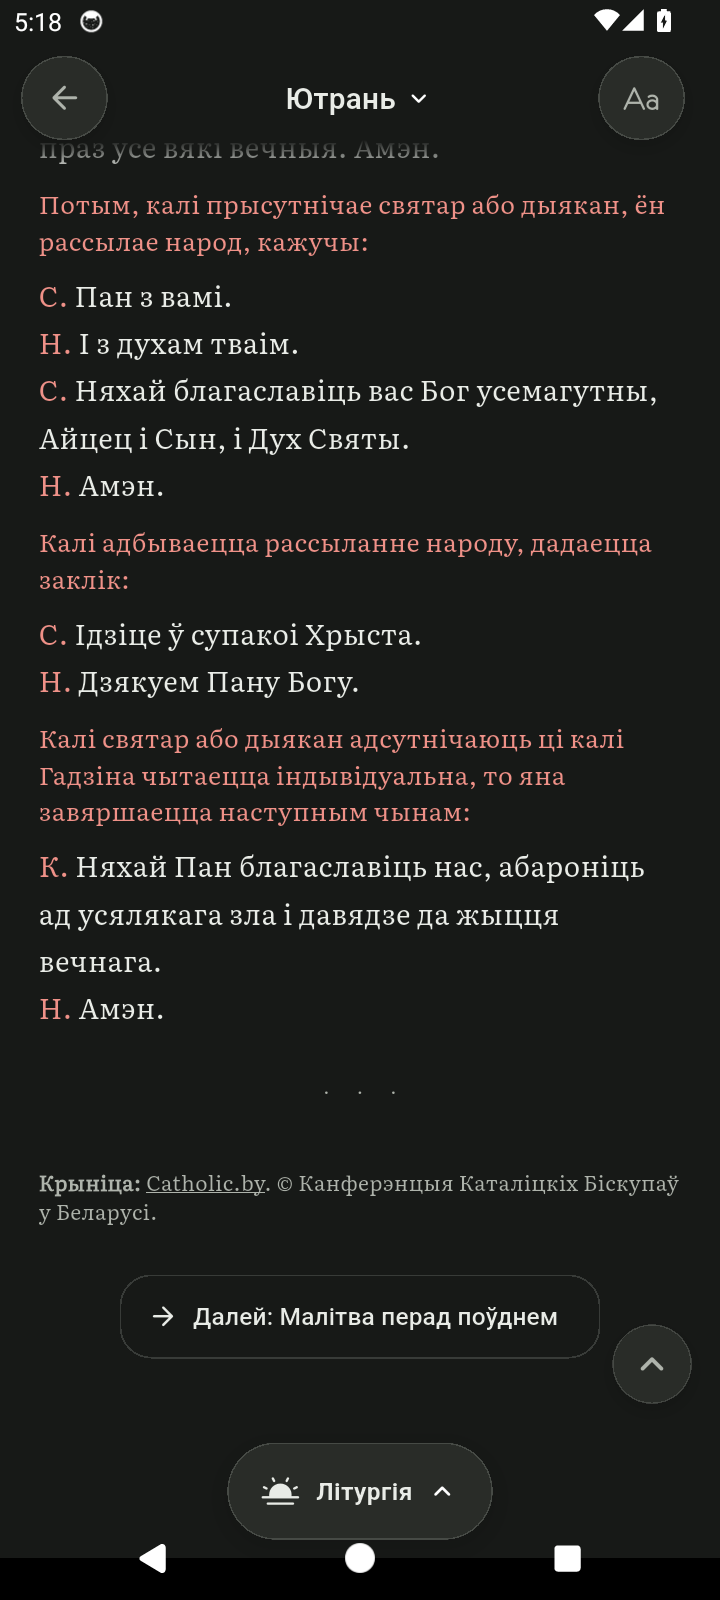 5:18
Ютрань
Aa
праз усе вякі вечныя. Амэн.
Потым, калі прысутнічае святар або дыякан, ён
рассылае народ, кажучы:
С. Пан з вамі.
Н. І з духам тваім.
С. Няхай благаславіць вас Бог усемагутны,
Айцец і Сын, і Дух Святы.
Н. Амэн.
Калі адбываецца рассыланне народу, дадаецца
заклік:
С. Ідзіце ў супакоі Хрыста.
Н. Дзякуем Пану Богу.
Калі святар або дыякан адсутнічаюць ці калі
Гадзіна чытаецца індывідуальна, то яна
завяршаецца наступным чынам:
К. Няхай Пан благаславіць нас, абароніць
ад усялякага зла і давядзе да жыцця
вечнага.
Н. Амэн.
. . .
Крыніца: Catholic.by. © Канферэнцыя Каталіцкіх Біскупаў
у Беларусі.
Далей: Малітва перад поўднем
Літургія